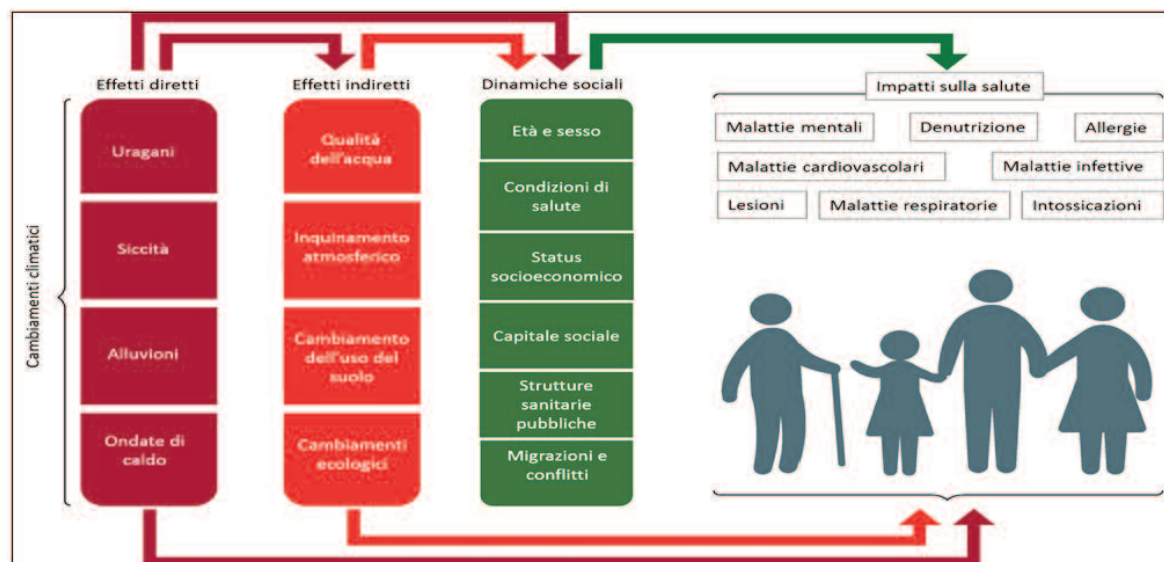 Effetti diretti
Effetti indiretti
Dinamiche sociali
Impatti sulla salute
Cambiamenti climatici
Uragani
Siccità
Alluvioni
Ondate di
caldo
Qualità
dell'acqua
Inquinamento
atmosferico
Cambiamento
dell'uso del
suolo
Cambiamenti
ecologici
Età e sesso
Condizioni di
salute
Status
socioeconomico
Capitale sociale
Strutture
sanitarie
pubbliche
Migrazioni e
conflitti
Malattie mentali
Denutrizione
Allergie
Malattie cardiovascolari
Malattie infettive
Lesioni
Malattie respiratorie
Intossicazioni